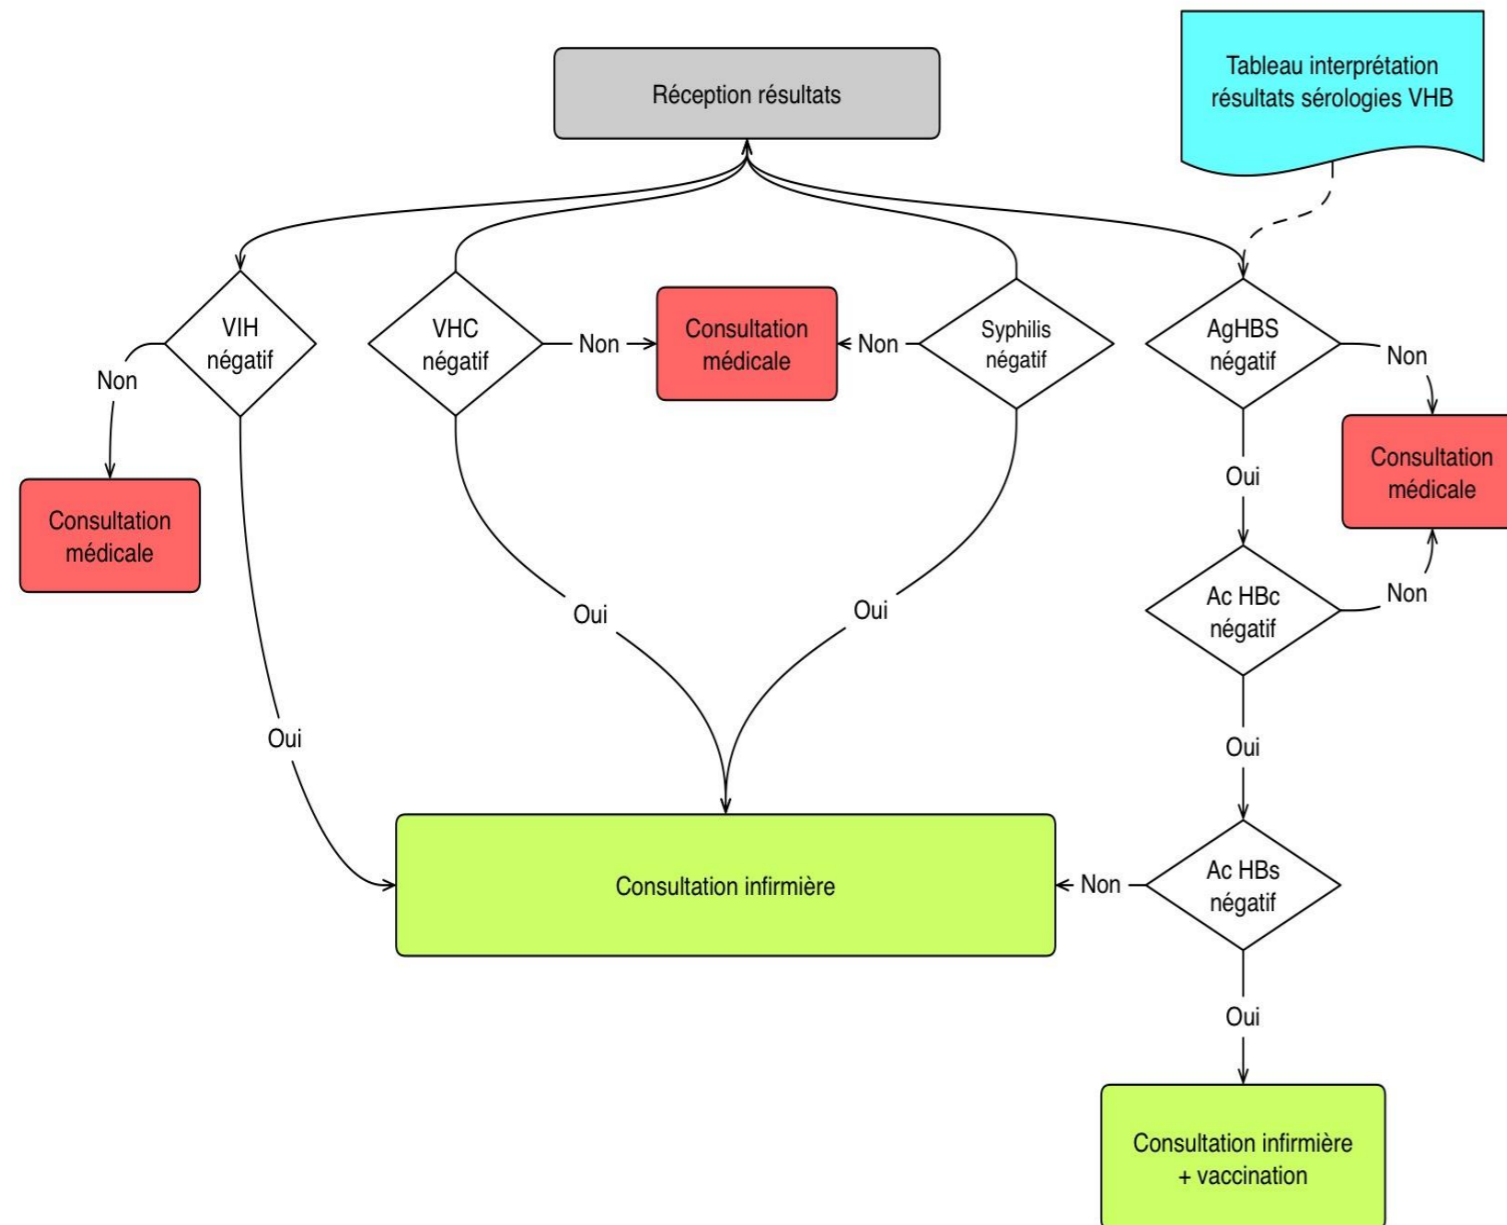 Réception résultats
Tableau interprétation
résultats sérologies VHB
VIH
négatif
VHC
négatif
Consultation
médicale
Syphilis
négatif
AgHBS
négatif
Non
Non
Non
Non
Consultation
médicale
Oui
Consultation
médicale
Ac HBc
négatif
Non
Oui
Oui
Oui
Oui
Consultation infirmière
Non
Ac HBs
négatif
Oui
Consultation infirmière
+ vaccination